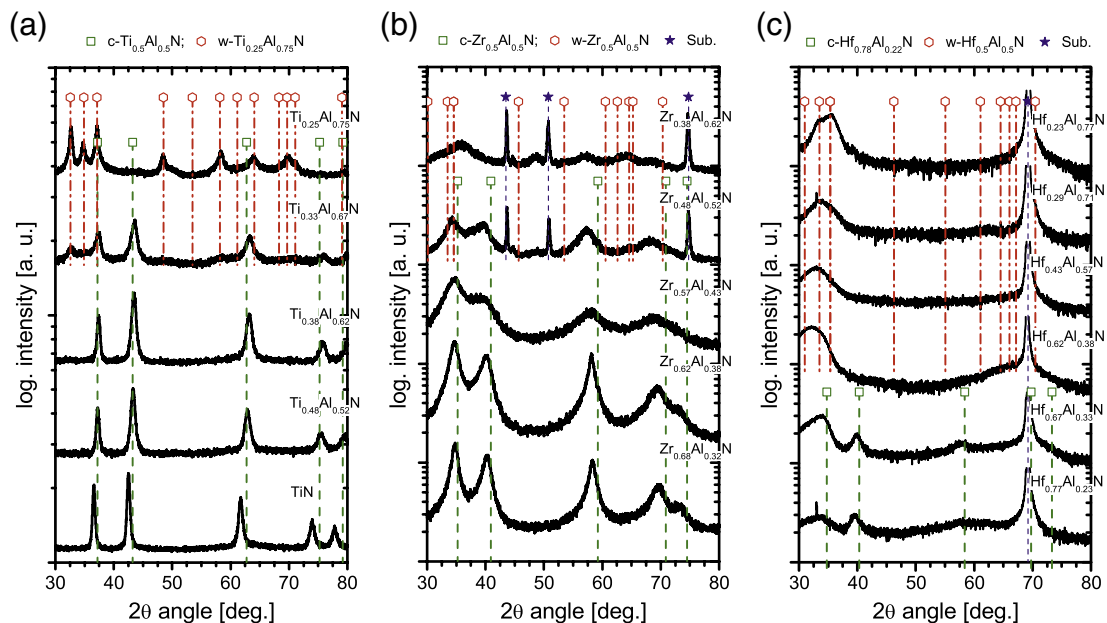 (a)
c-Ti0.5Al0.5N; w-Ti0.25Al0.75N
log. intensity [a. u.]
Ti0.25Al0.75N
Ti0.33Al0.67N
Ti0.38Al0.62N
Ti0.48Al0.52N
TiN
30 40 50 60 70 80
2θ angle [deg.]
(b)
c-Zr0.5Al0.5N; w-Zr0.5Al0.5N Sub.
log. intensity [a. u.]
Zr0.38Al0.62N
Zr0.48Al0.52N
Zr0.57Al0.43N
Zr0.62Al0.38N
Zr0.68Al0.32N
30 40 50 60 70 80
2θ angle [deg.]
(c)
c-Hf0.78Al0.22N w-Hf0.5Al0.5N Sub.
log. intensity [a. u.]
Hf0.23Al0.77N
Hf0.29Al0.71N
Hf0.43Al0.57N
Hf0.62Al0.38N
Hf0.67Al0.33N
Hf0.77Al0.23N
30 40 50 60 70 80
2θ angle [deg.]